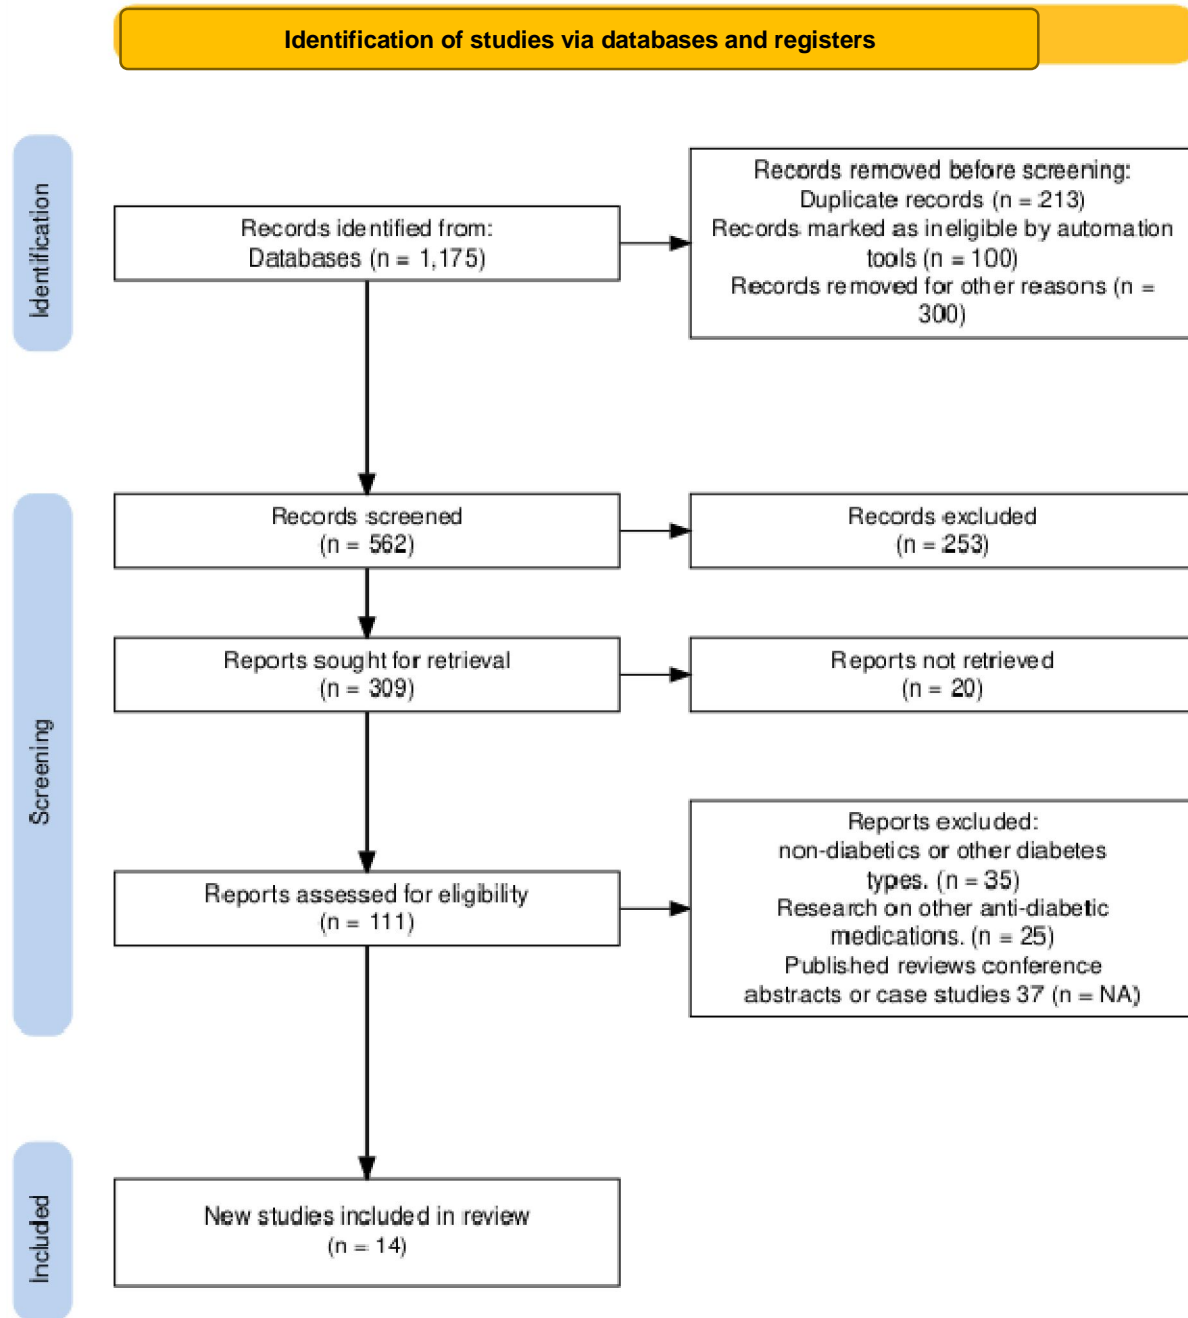 Identification of studies via databases and registers
Identification
Records identified from:
Databases (n = 1,175)
Records removed before screening:
Duplicate records (n = 213)
Records marked as ineligible by automation
tools (n = 100)
Records removed for other reasons (n =
300)
Screening
Records screened
(n = 562)
Records excluded
(n = 253)
Reports sought for retrieval
(n = 309)
Reports not retrieved
(n = 20)
Reports assessed for eligibility
(n = 111)
Reports excluded:
non-diabetics or other diabetes
types. (n = 35)
Research on other anti-diabetic
medications. (n = 25)
Published reviews conference
abstracts or case studies 37 (n = NA)
Included
New studies included in review
(n = 14)